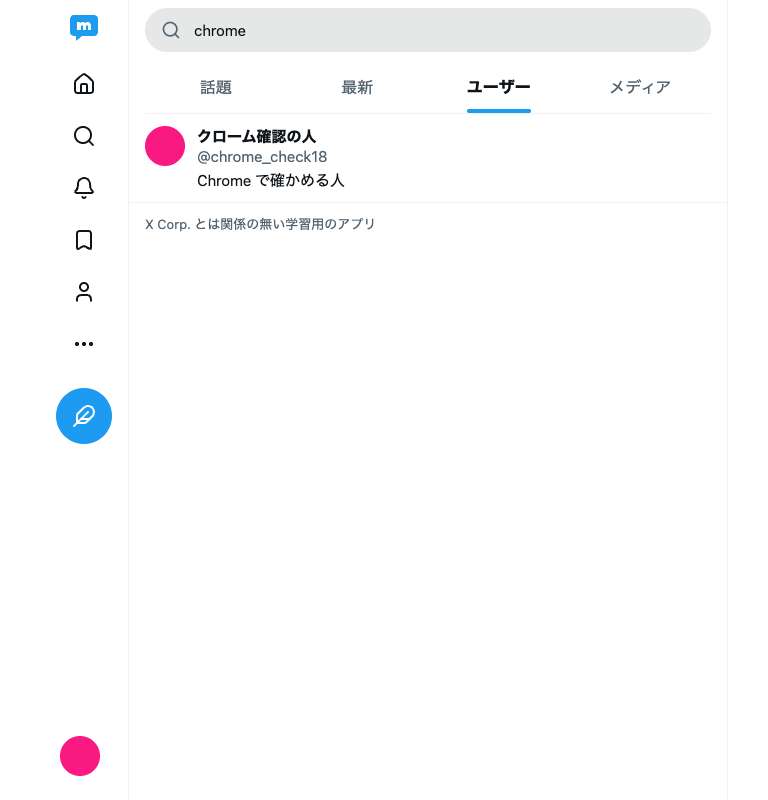 m
chrome
話題 最新 ユーザー メディア
クローム確認の人
@chrome_check18
Chrome で確かめる人
X Corp. とは関係の無い学習用のアプリ